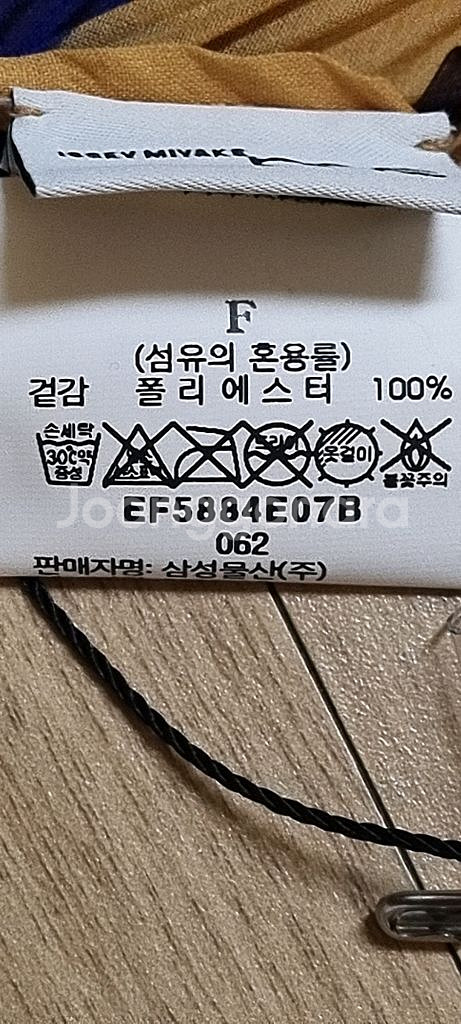 ISSEY MIYAKE
F
(섬유의 혼용률)
겉감 폴리에스터 100%
손세탁
30℃약
중성
드라이
옷걸이
불꽃주의
EF5884E07B
Joonggonara
062
판매자명: 삼성물산(주)